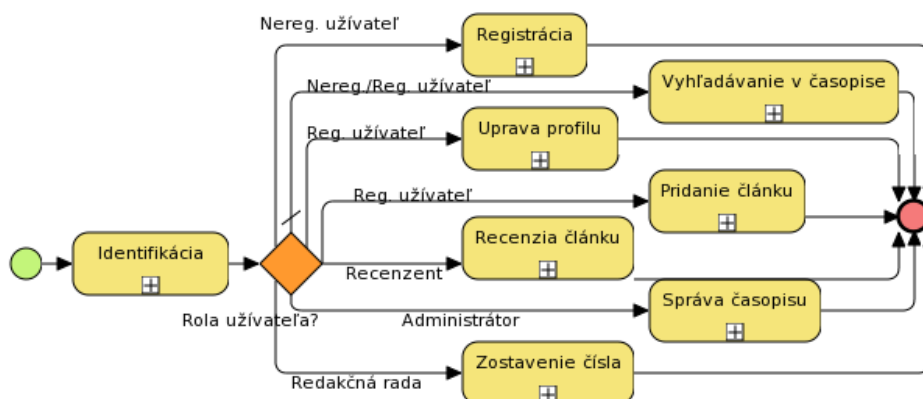 Nereg. užívateľ
Registrácia
Nereg./Reg. užívateľ
Vyhľadávanie v časopise
Reg. užívateľ
Uprava profilu
Reg. užívateľ
Pridanie článku
Identifikácia
Recenzia článku
Recenzent
Správa časopisu
Rola užívateľa?
Administrátor
Zostavenie čísla
Redakčná rada